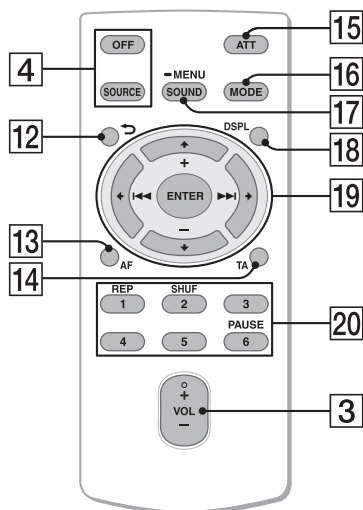 OFF
ATT
15
4
– MENU
16
SOURCE
SOUND
MODE
17
12
DSPL
18
+
ENTER
19
–
13
AF
TA
14
REP
SHUF
1
2
3
PAUSE
20
4
5
6
+
VOL
3
–